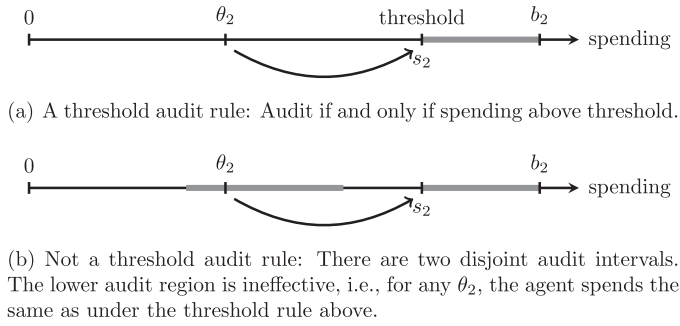 0 θ₂ threshold b₂
spending
s₂
(a) A threshold audit rule: Audit if and only if spending above threshold.
0 θ₂ b₂
spending
s₂
(b) Not a threshold audit rule: There are two disjoint audit intervals.
The lower audit region is ineffective, i.e., for any θ₂, the agent spends the
same as under the threshold rule above.